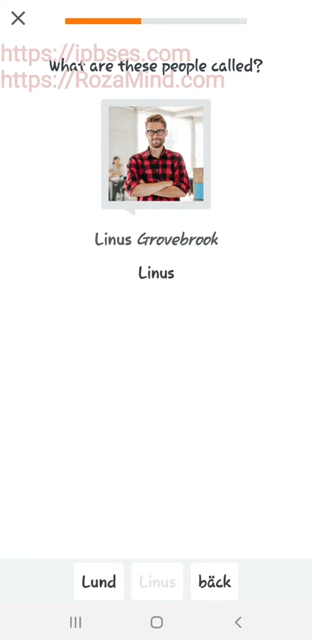 https://ipbses.com
What are these people called?
https://RozaMind.com
Linus Grovebrook
Linus
Lund Linus bäck